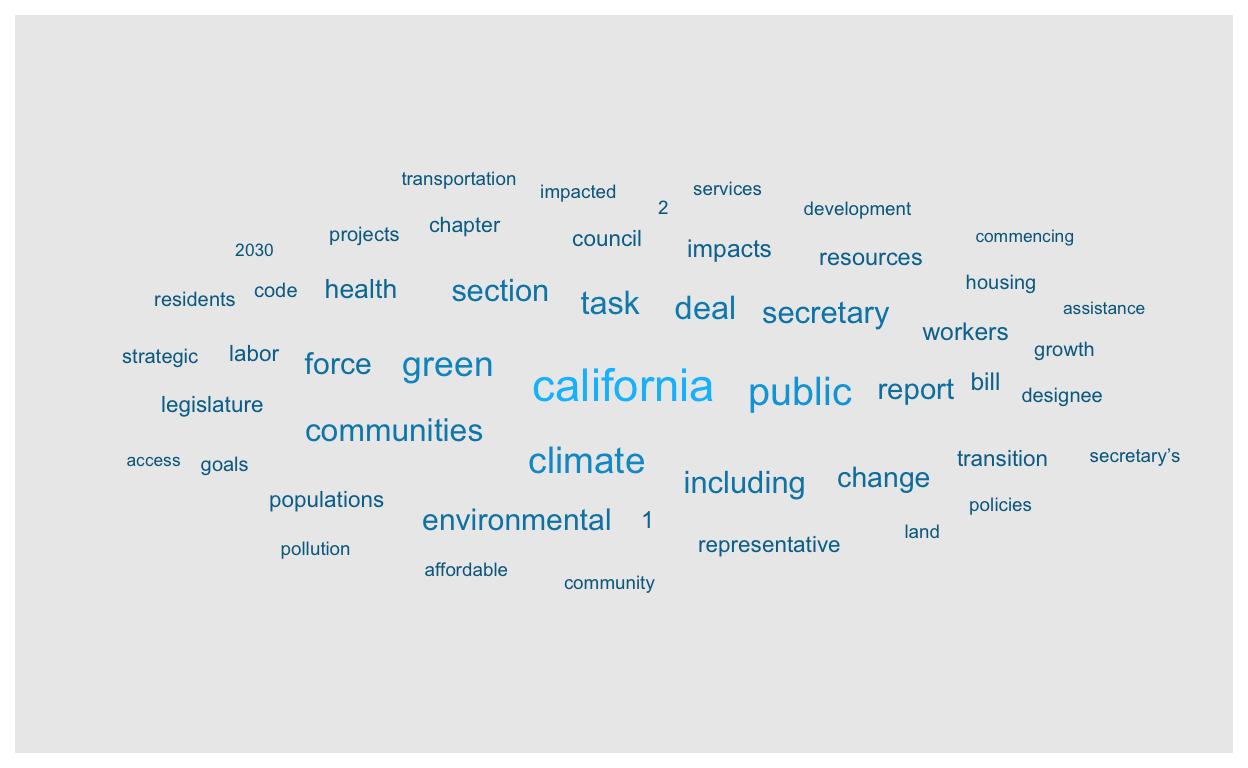 transportation
impacted
services
2
development
projects
chapter
council
impacts
commencing
2030
resources
residents
code
health
section
task
deal
secretary
housing
assistance
workers
strategic
labor
force
green
growth
california
public
report
bill
designee
legislature
communities
access
goals
climate
including
change
transition
secretary’s
populations
environmental
1
policies
pollution
representative
land
affordable
community